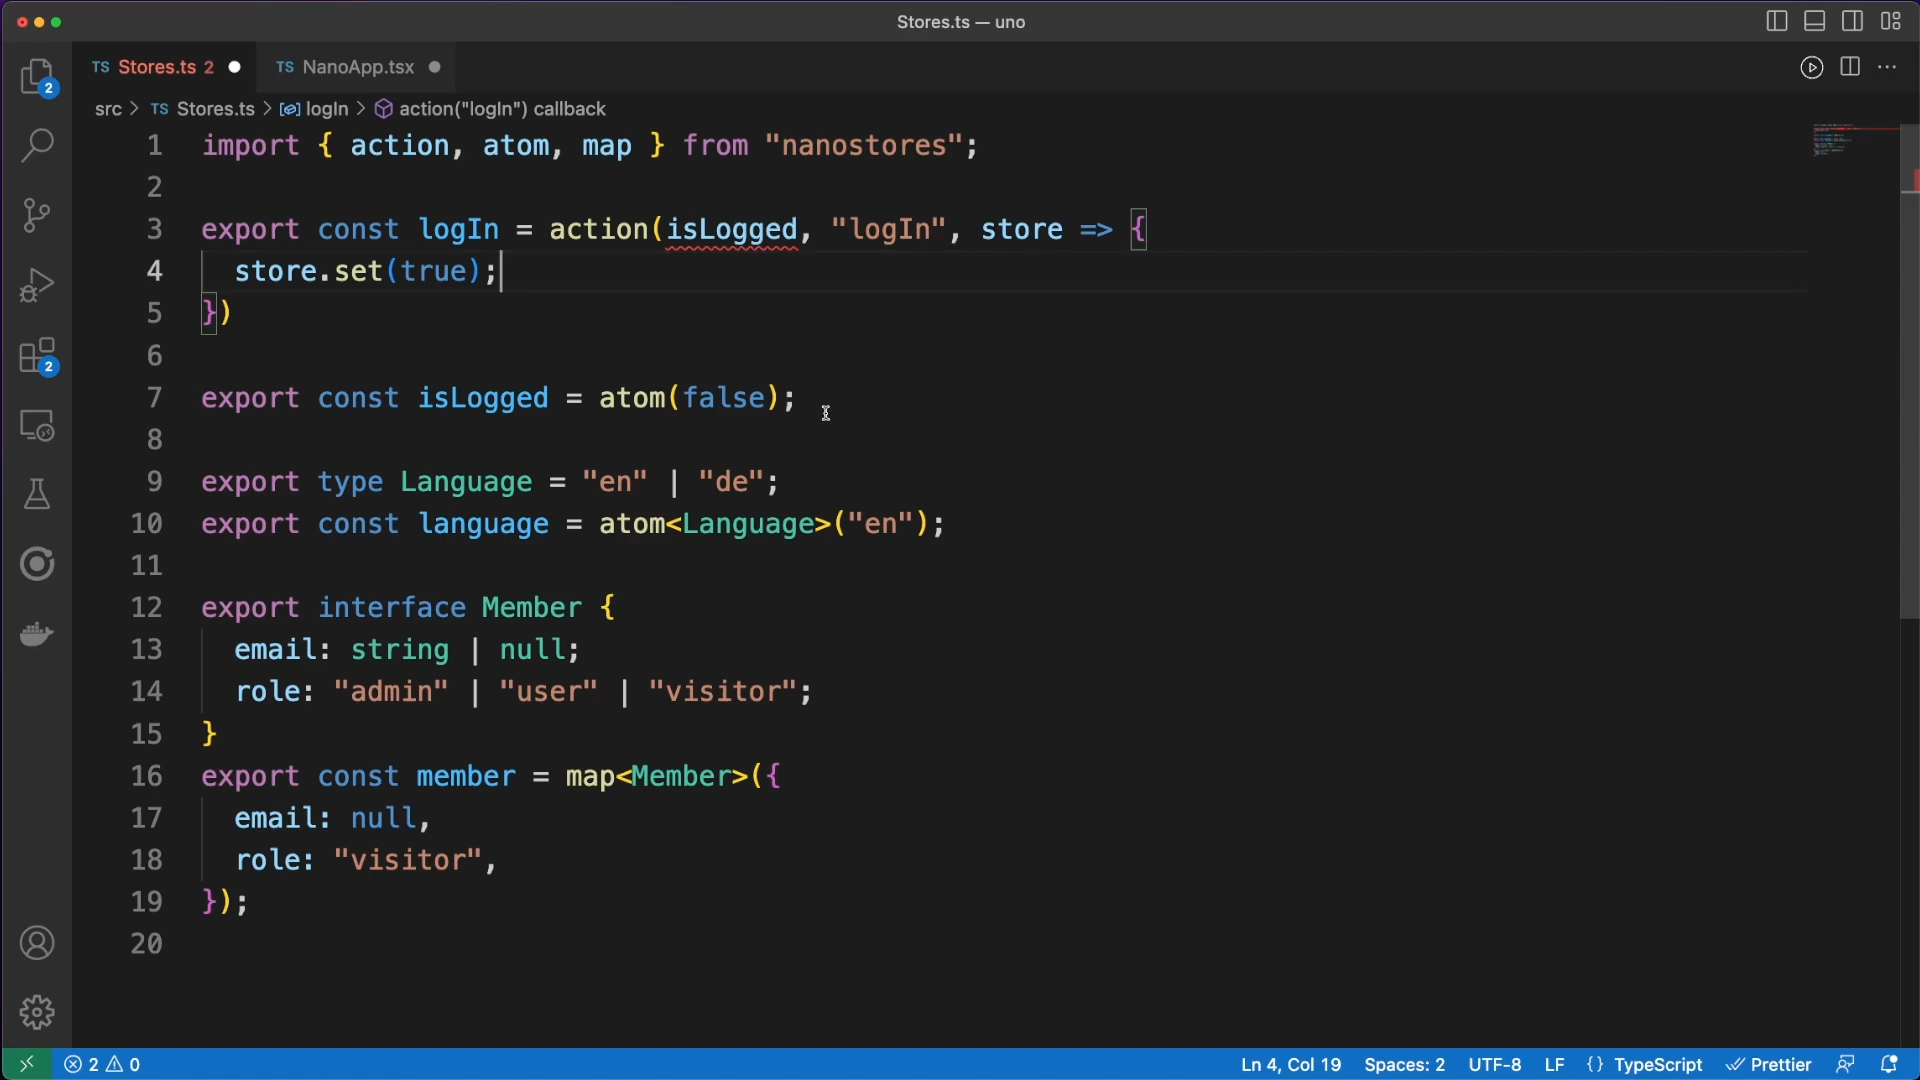 Stores.ts — uno
TS Stores.ts 2
TS NanoApp.tsx
src > TS Stores.ts > logIn > action("logIn") callback
1 import { action, atom, map } from "nanostores";
2
3 export const logIn = action(isLogged, "logIn", store => {
4 store.set(true);
5 })
6
7 export const isLogged = atom(false);
8
9 export type Language = "en" | "de";
10 export const language = atom<Language>("en");
11
12 export interface Member {
13 email: string | null;
14 role: "admin" | "user" | "visitor";
15 }
16 export const member = map<Member>({
17 email: null,
18 role: "visitor",
19 });
20
2
2
2 0
Ln 4, Col 19 Spaces: 2 UTF-8 LF {} TypeScript Prettier